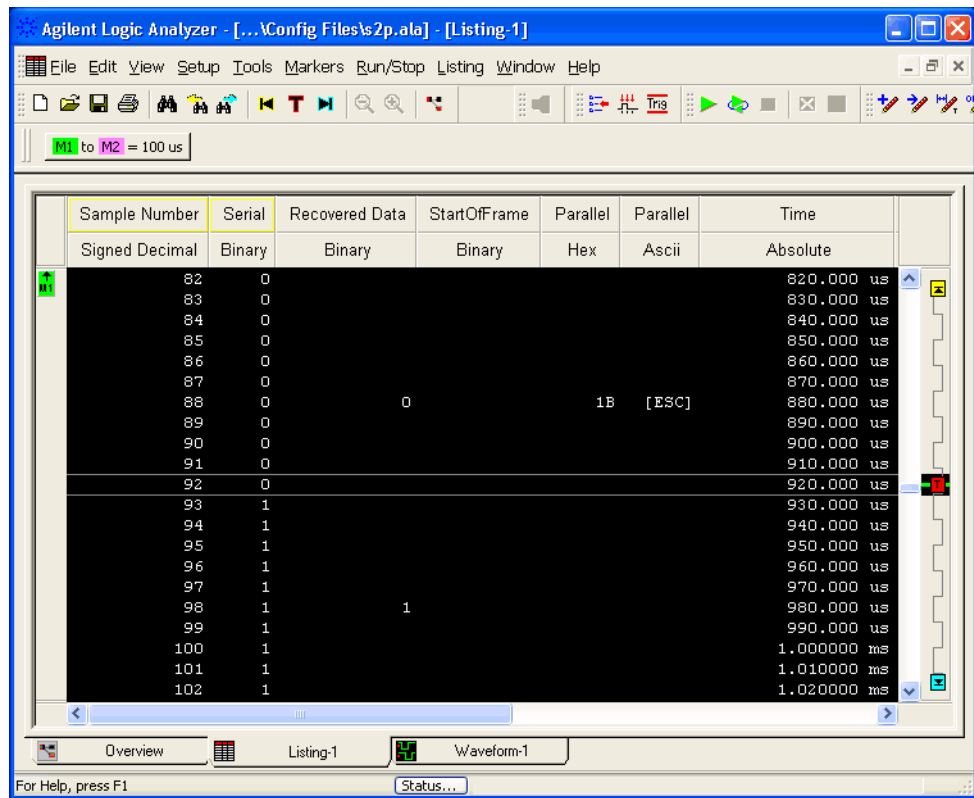 Agilent Logic Analyzer - [...\Config Files\s2p.ala] - [Listing-1]
File Edit View Setup Tools Markers Run/Stop Listing Window Help
T Trig
M1 to M2 = 100 us
Sample Number Serial Recovered Data StartOfFrame Parallel Parallel Time
Signed Decimal Binary Binary Binary Hex Ascii Absolute
M1
82 0 820.000 us
83 0 830.000 us
84 0 840.000 us
85 0 850.000 us
86 0 860.000 us
87 0 870.000 us
88 0 0 1B [ESC] 880.000 us
89 0 890.000 us
90 0 900.000 us
91 0 910.000 us
92 0 920.000 us T
93 1 930.000 us
94 1 940.000 us
95 1 950.000 us
96 1 960.000 us
97 1 970.000 us
98 1 1 980.000 us
99 1 990.000 us
100 1 1.000000 ms
101 1 1.010000 ms
102 1 1.020000 ms
Overview Listing-1 Waveform-1
For Help, press F1 Status...